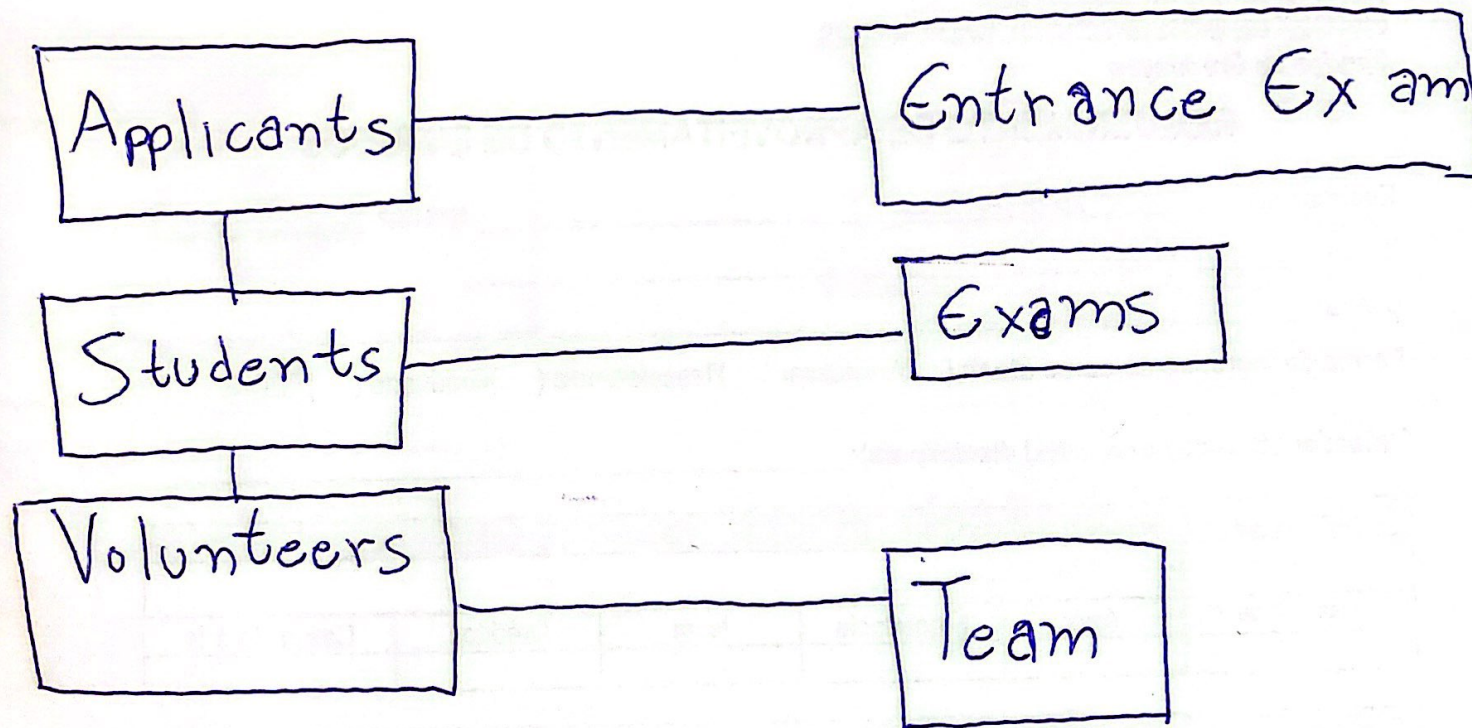 Applicants
Entrance Exam
Students
Exams
Volunteers
Team